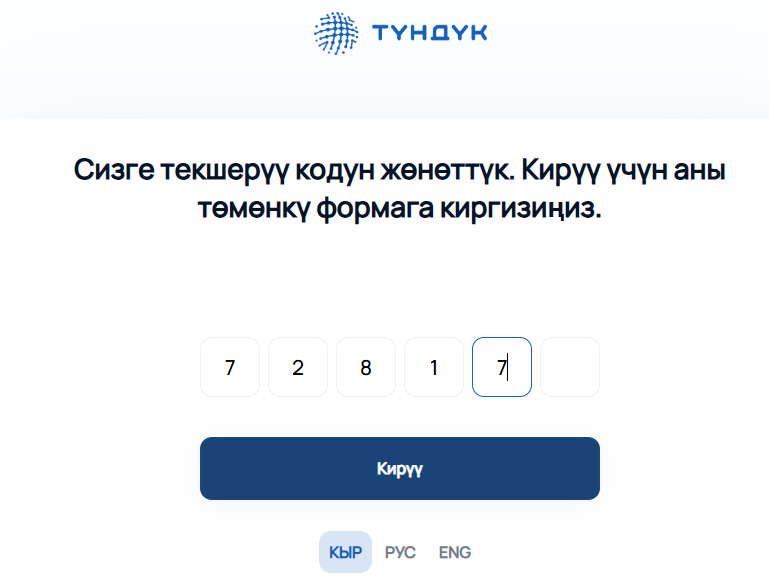 ТҮНДҮК
Сизге текшерүү кодун жөнөттүк. Кирүү үчүн аны
төмөнкү формага киргизиңиз.
7 2 8 1 7
Кирүү
КЫР РУС ENG